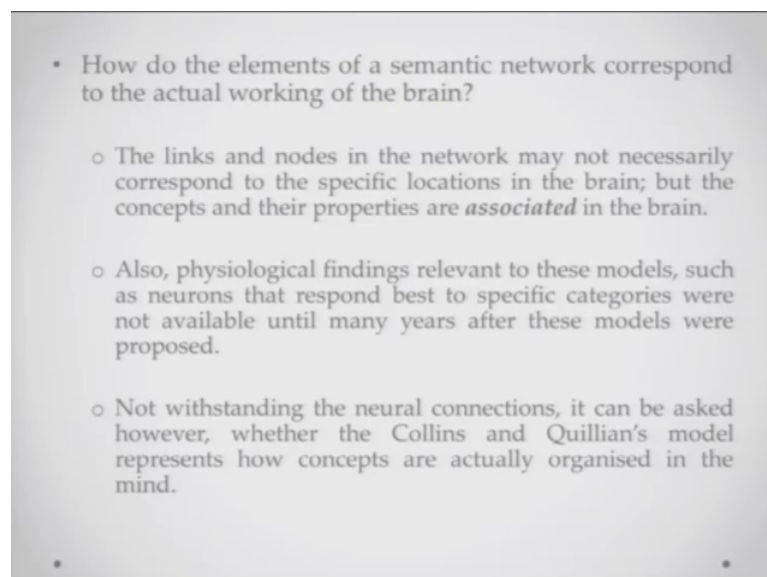 • How do the elements of a semantic network correspond
to the actual working of the brain?
o The links and nodes in the network may not necessarily
correspond to the specific locations in the brain; but the
concepts and their properties are associated in the brain.
o Also, physiological findings relevant to these models, such
as neurons that respond best to specific categories were
not available until many years after these models were
proposed.
o Not withstanding the neural connections, it can be asked
however, whether the Collins and Quillian's model
represents how concepts are actually organised in the
mind.